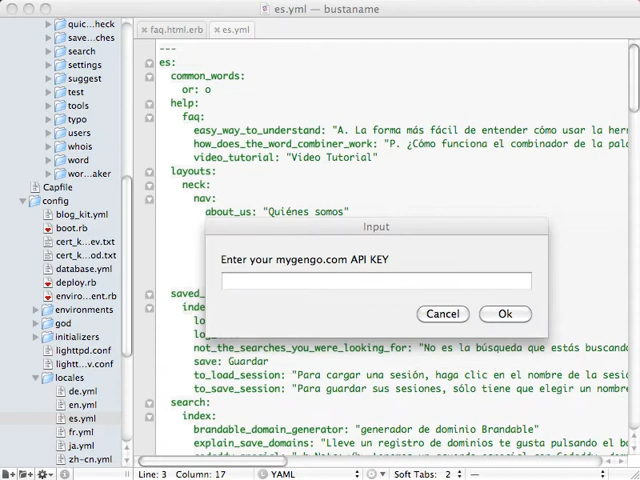 es.yml — bustaname
faq.html.erb
es.yml
quic...heck
save...ches
search
settings
suggest
test
tools
typo
users
whois
word
wor...aker
Capfile
config
blog_kit.yml
boot.rb
cert_k...ev.txt
cert_k...od.txt
database.yml
deploy.rb
enviro...ent.rb
environments
god
initializers
lighttpd.conf
lightt...v.conf
locales
de.yml
en.yml
es.yml
fr.yml
ja.yml
zh-cn.yml
---
es:
common_words:
or: o
help:
faq:
easy_way_to_understand: "A. La forma más fácil de entender cómo usar la her
how_does_the_word_combiner_work: "P. ¿Cómo funciona el combinador de la pala
video_tutorial: "Video Tutorial"
layouts:
neck:
nav:
about_us: "Quiénes somos"
Input
Enter your mygengo.com API KEY
Cancel
Ok
saved_
index
lo
not_the_searches_you_were_looking_for: "No es la búsqueda que estás buscand
save: Guardar
to_load_session: "Para cargar una sesión, haga clic en el nombre de la sesi
to_save_session: "Para guardar sus sesiones, sólo tiene que elegir un nombre
search:
index:
brandable_domain_generator: "generador de dominio Brandable"
explain_save_domains: "Lleve un registro de dominios te gusta pulsando el bo
Line: 3 Column: 17
YAML
Soft Tabs: 2
—